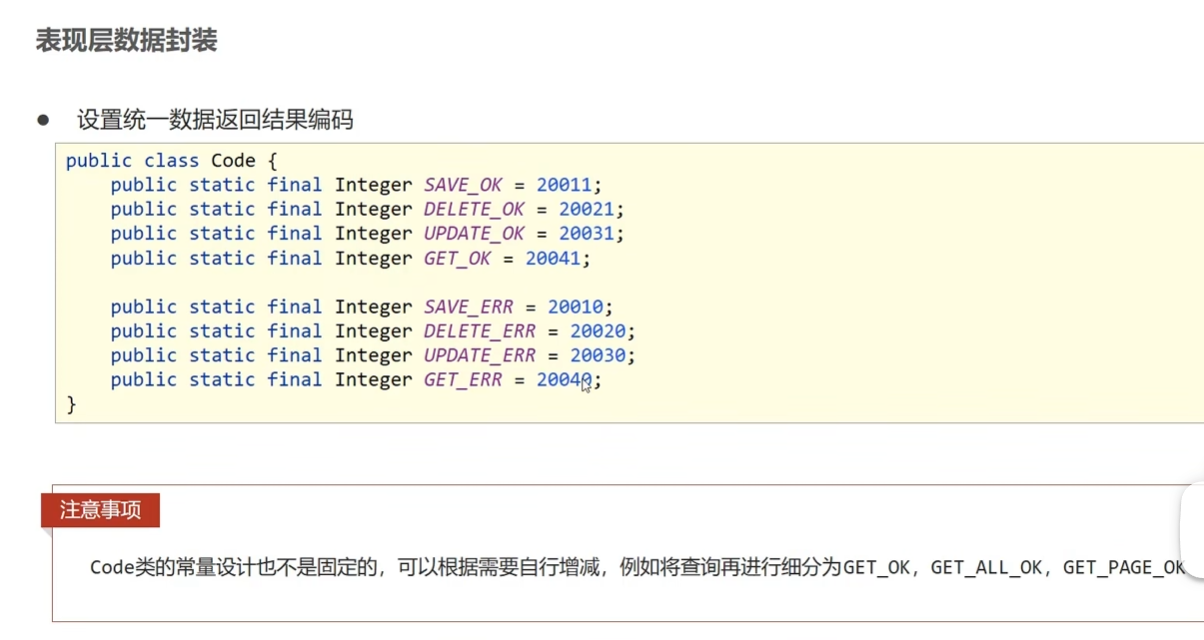 表现层数据封装
● 设置统一数据返回结果编码
public class Code {
    public static final Integer SAVE_OK = 20011;
    public static final Integer DELETE_OK = 20021;
    public static final Integer UPDATE_OK = 20031;
    public static final Integer GET_OK = 20041;

    public static final Integer SAVE_ERR = 20010;
    public static final Integer DELETE_ERR = 20020;
    public static final Integer UPDATE_ERR = 20030;
    public static final Integer GET_ERR = 20040;
}
注意事项
Code类的常量设计也不是固定的，可以根据需要自行增减，例如将查询再进行细分为GET_OK，GET_ALL_OK，GET_PAGE_OK